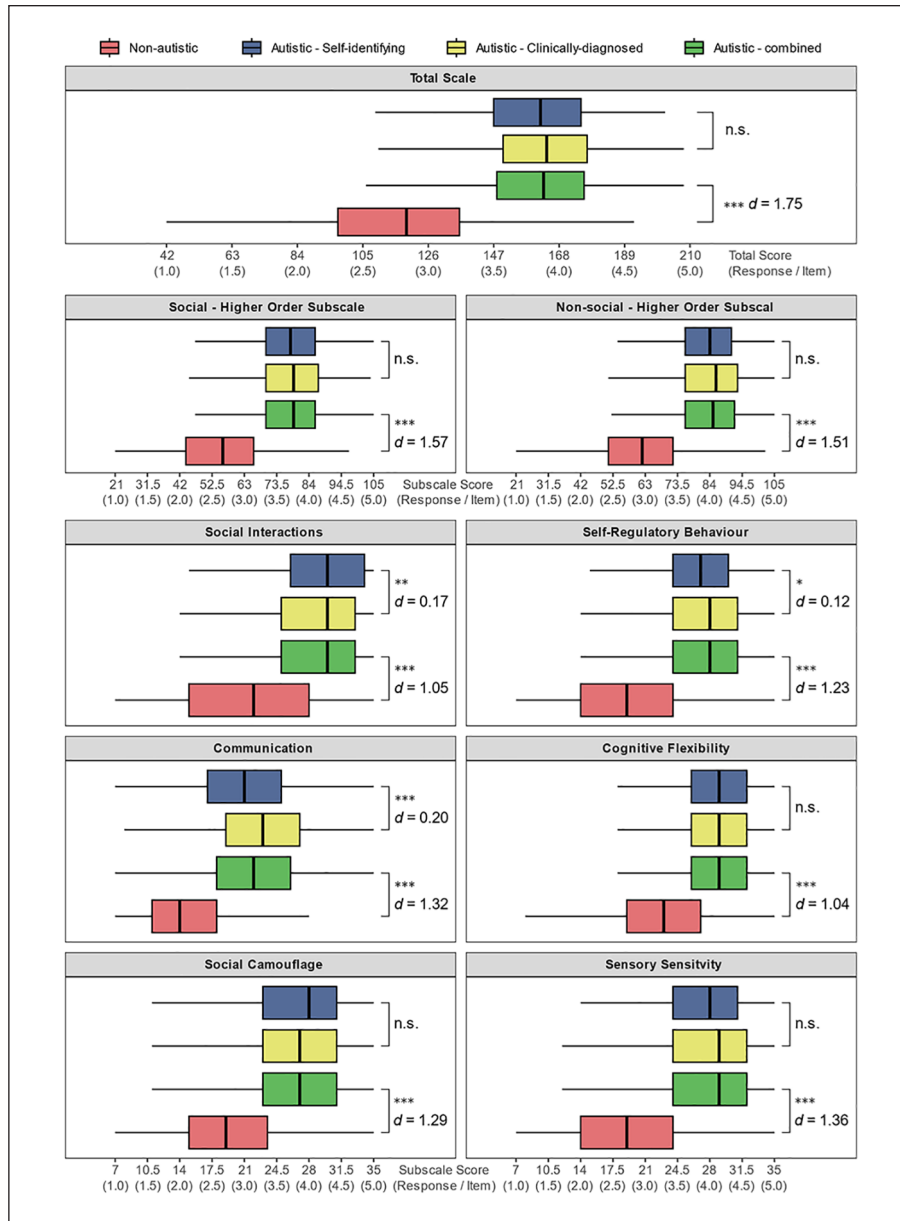 Non-autistic Autistic - Self-identifying Autistic - Clinically-diagnosed Autistic - combined
Total Scale
n.s.
*** d = 1.75
42 63 84 105 126 147 168 189 210 Total Score
(1.0) (1.5) (2.0) (2.5) (3.0) (3.5) (4.0) (4.5) (5.0) (Response / Item)
Social - Higher Order Subscale
n.s.
***
d = 1.57
Non-social - Higher Order Subscal
n.s.
***
d = 1.51
21 31.5 42 52.5 63 73.5 84 94.5 105 Subscale Score 21 31.5 42 52.5 63 73.5 84 94.5 105
(1.0) (1.5) (2.0) (2.5) (3.0) (3.5) (4.0) (4.5) (5.0) (Response / Item) (1.0) (1.5) (2.0) (2.5) (3.0) (3.5) (4.0) (4.5) (5.0)
Social Interactions
**
d = 0.17
***
d = 1.05
Self-Regulatory Behaviour
*
d = 0.12
***
d = 1.23
Communication
***
d = 0.20
***
d = 1.32
Cognitive Flexibility
n.s.
***
d = 1.04
Social Camouflage
n.s.
***
d = 1.29
Sensory Sensitvity
n.s.
***
d = 1.36
7 10.5 14 17.5 21 24.5 28 31.5 35 Subscale Score 7 10.5 14 17.5 21 24.5 28 31.5 35
(1.0) (1.5) (2.0) (2.5) (3.0) (3.5) (4.0) (4.5) (5.0) (Response / Item) (1.0) (1.5) (2.0) (2.5) (3.0) (3.5) (4.0) (4.5) (5.0)